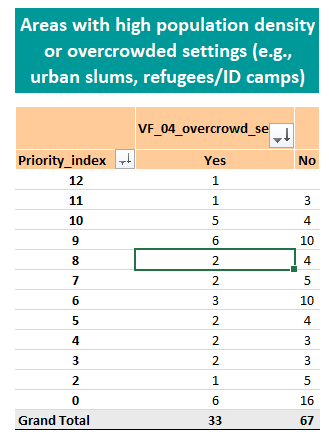 Areas with high population density
or overcrowded settings (e.g.,
urban slums, refugees/ID camps)
VF_04_overcrowd_se
Priority_index Yes No
12 1
11 1 3
10 5 4
9 6 10
8 2 4
7 2 5
6 3 10
5 2 4
4 2 3
3 2 3
2 1 5
0 6 16
Grand Total 33 67